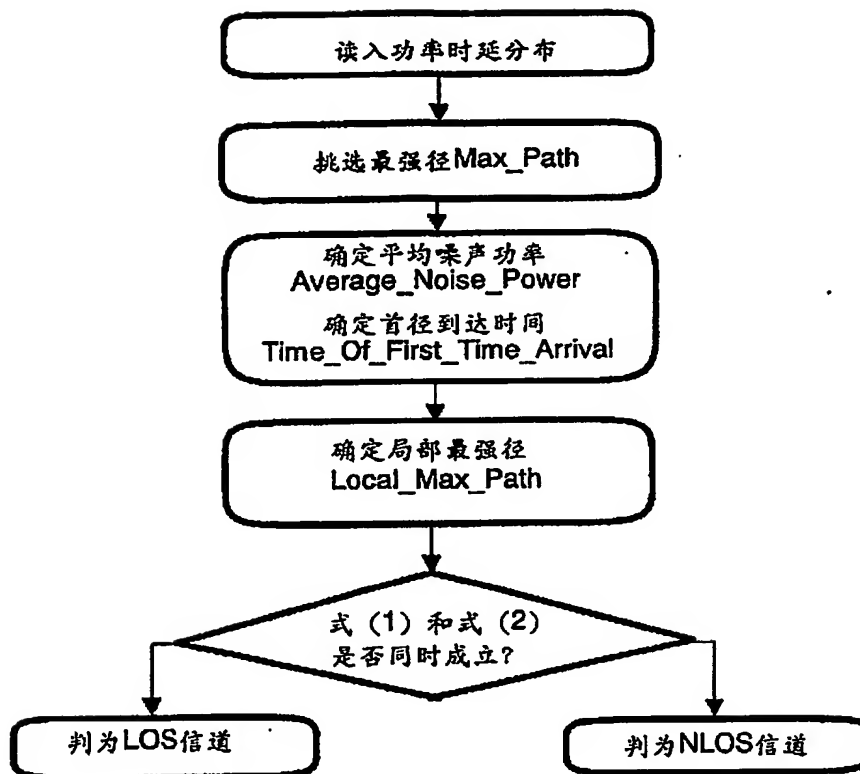 读入功率时延分布
挑选最强径Max_Path
确定平均噪声功率
Average_Noise_Power
确定首径到达时间
Time_Of_First_Time_Arrival
确定局部最强径
Local_Max_Path
式（1）和式（2）
是否同时成立？
判为LOS信道
判为NLOS信道